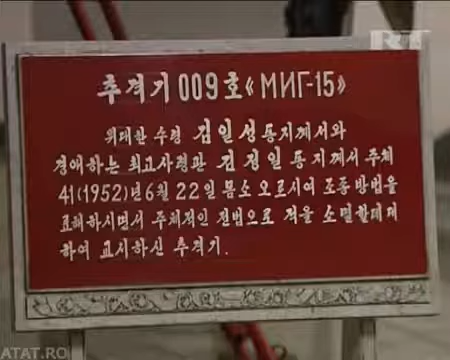 RT
추격기 009호《МИГ-15》
위대한 수령 김일성동지께서와
경애하는 최고사령관 김정일동지께서 주체
41(1952)년 6월 22일 몸소 오르시여 조종방법을
료해하시면서 주체적인 전법으로 적을 소멸할데 대
하여 교시하신 추격기.
ATAT.RO